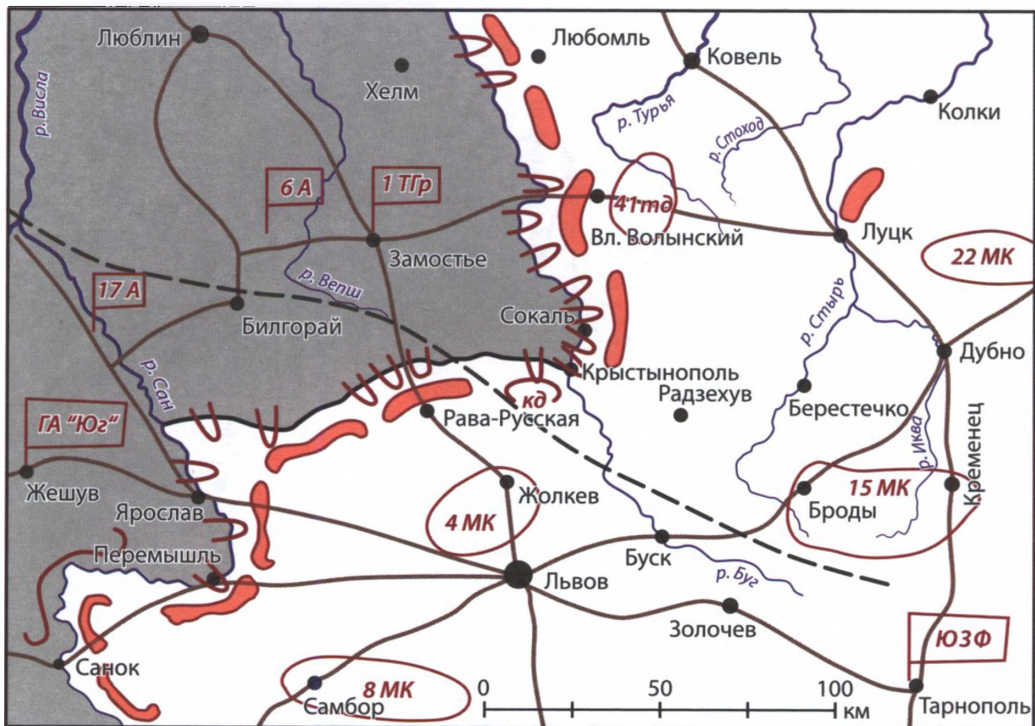 Люблин
Хелм
Любомль
Ковель
Колки
р. Висла
р. Турья
р. Стоход
6 А
1 ТГр
41тд
Вл. Волынский
Луцк
22 МК
Замостье
р. Вепш
17 А
Билгорай
Сокаль
р. Стырь
Дубно
р. Сан
Крыстынополь
кд
Радзехув
Берестечко
Рава-Русская
ГА "Юг"
р. Иква
Кременец
Жешув
Ярослав
Жолкев
4 МК
15 МК
Броды
Перемышль
Буск
Львов
р. Буг
Золочев
ЮЗФ
Санок
8 МК
Самбор
0 50 100
км
Тарнополь